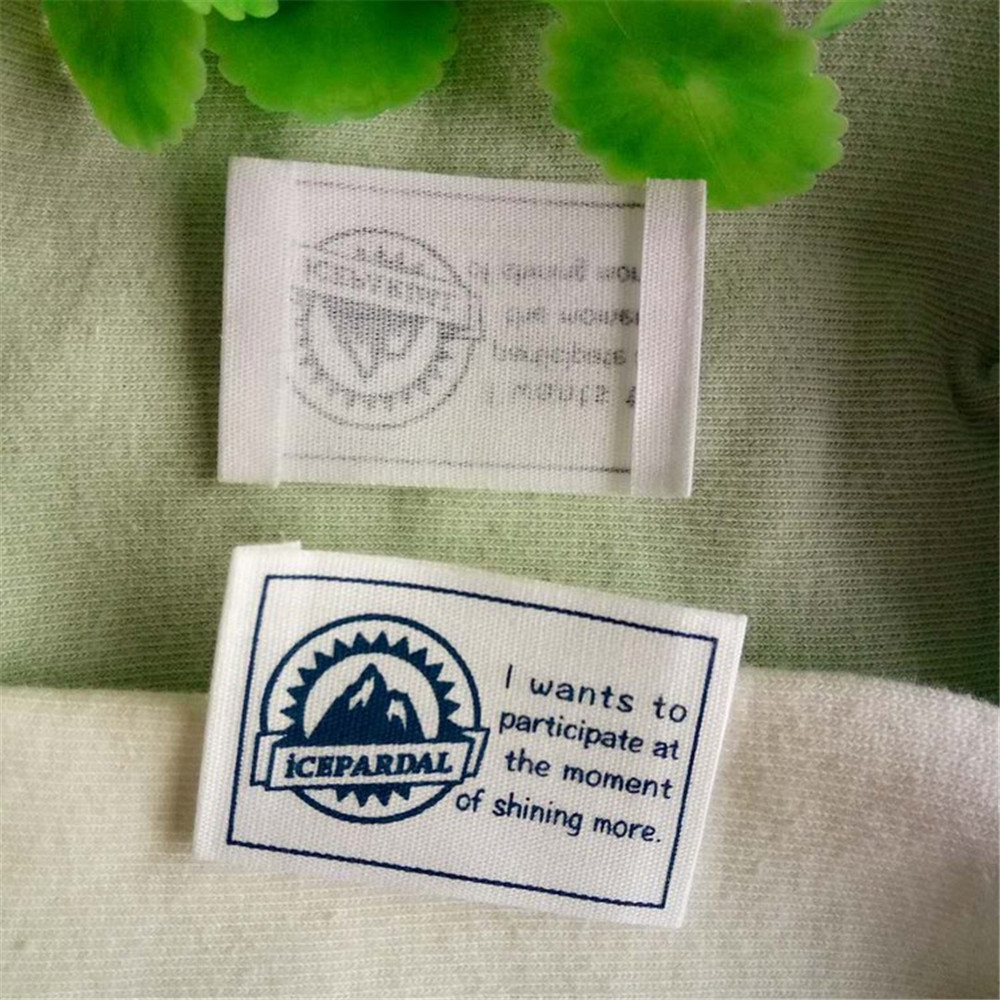 iCEPARDAL
I wants to
participate at
the moment
of shining more.